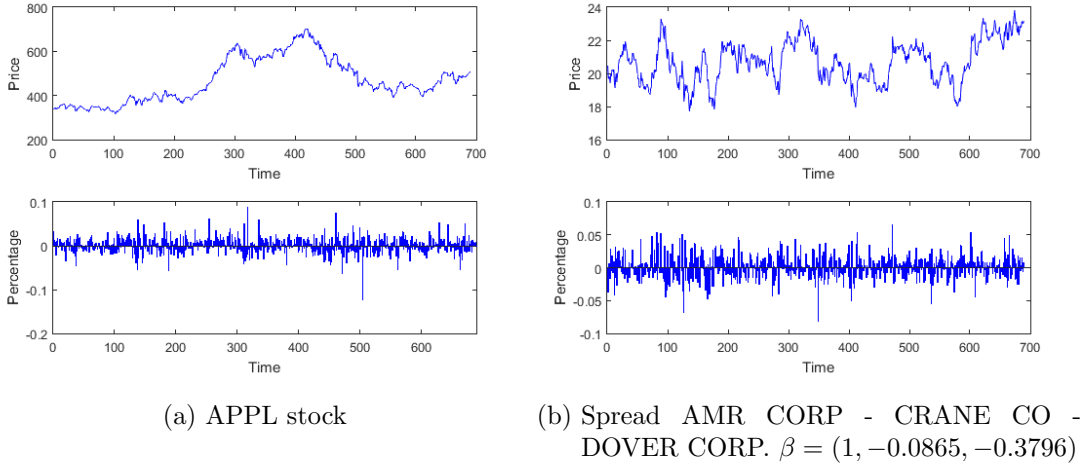 800
600
400
200
Price
0 100 200 300 400 500 600 700
Time
24
22
20
18
16
Price
0 100 200 300 400 500 600 700
Time
0.1
0
-0.1
-0.2
Percentage
0 100 200 300 400 500 600
Time
0.1
0.05
0
-0.05
-0.1
Percentage
0 100 200 300 400 500 600 700
Time
(a) APPL stock
(b) Spread AMR CORP - CRANE CO -
DOVER CORP. β = (1, −0.0865, −0.3796)